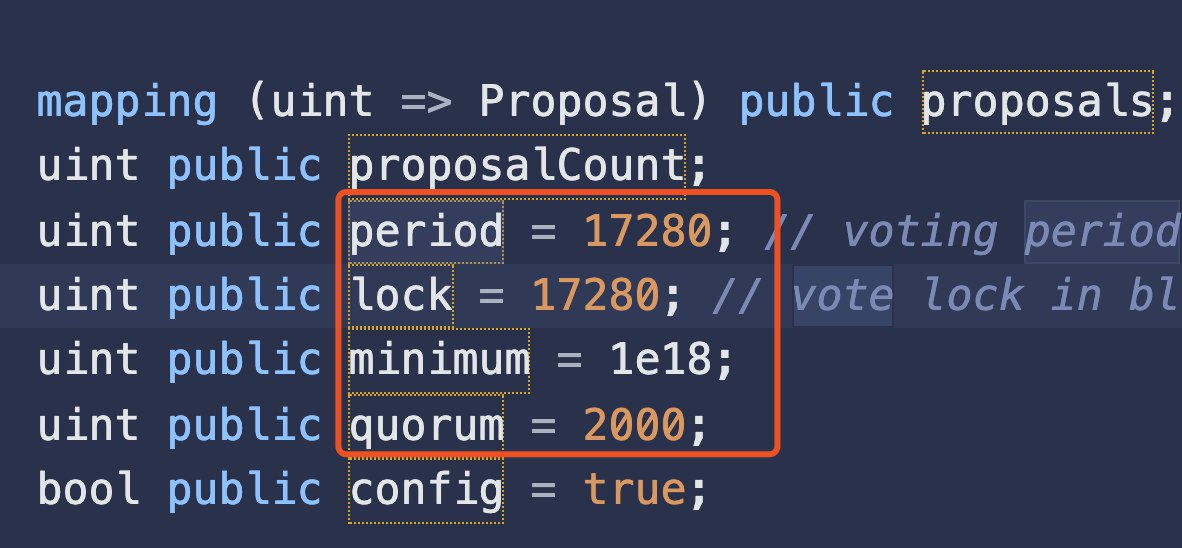 mapping (uint => Proposal) public proposals;
uint public proposalCount;
uint public period = 17280; // voting period
uint public lock = 17280; // vote lock in bl
uint public minimum = 1e18;
uint public quorum = 2000;
bool public config = true;